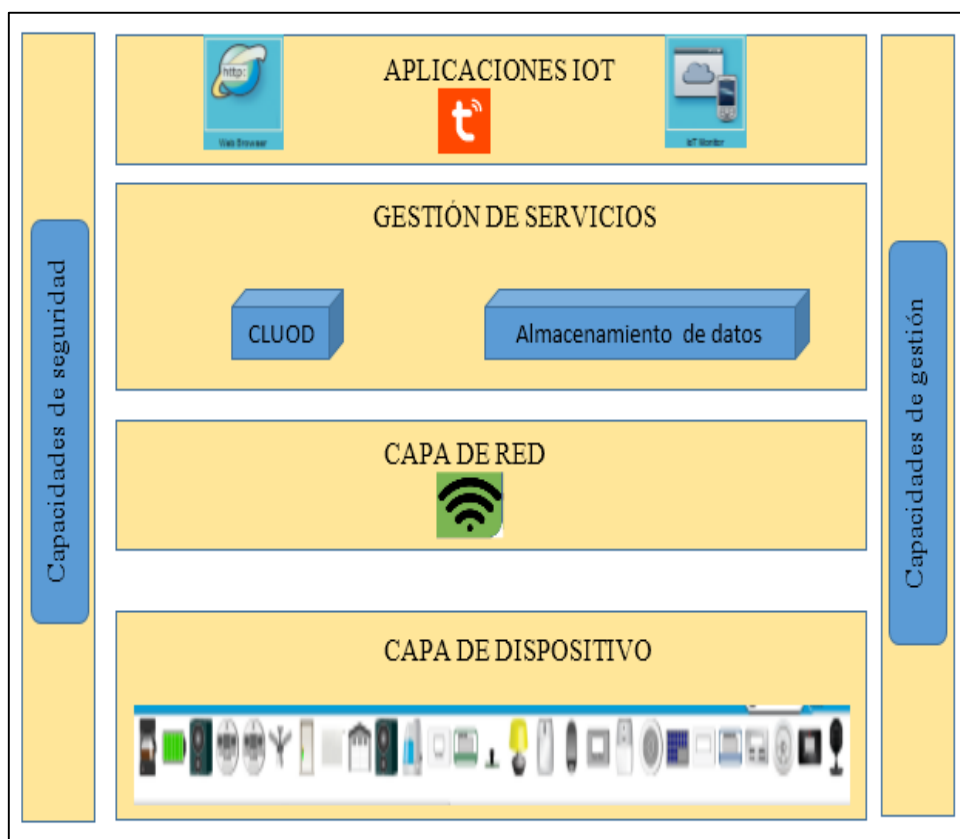 APLICACIONES IOT
http:
Web Browser
t
IoT Monitor
GESTIÓN DE SERVICIOS
CLUOD
Almacenamiento de datos
CAPA DE RED
CAPA DE DISPOSITIVO
Capacidades de seguridad
Capacidades de gestión